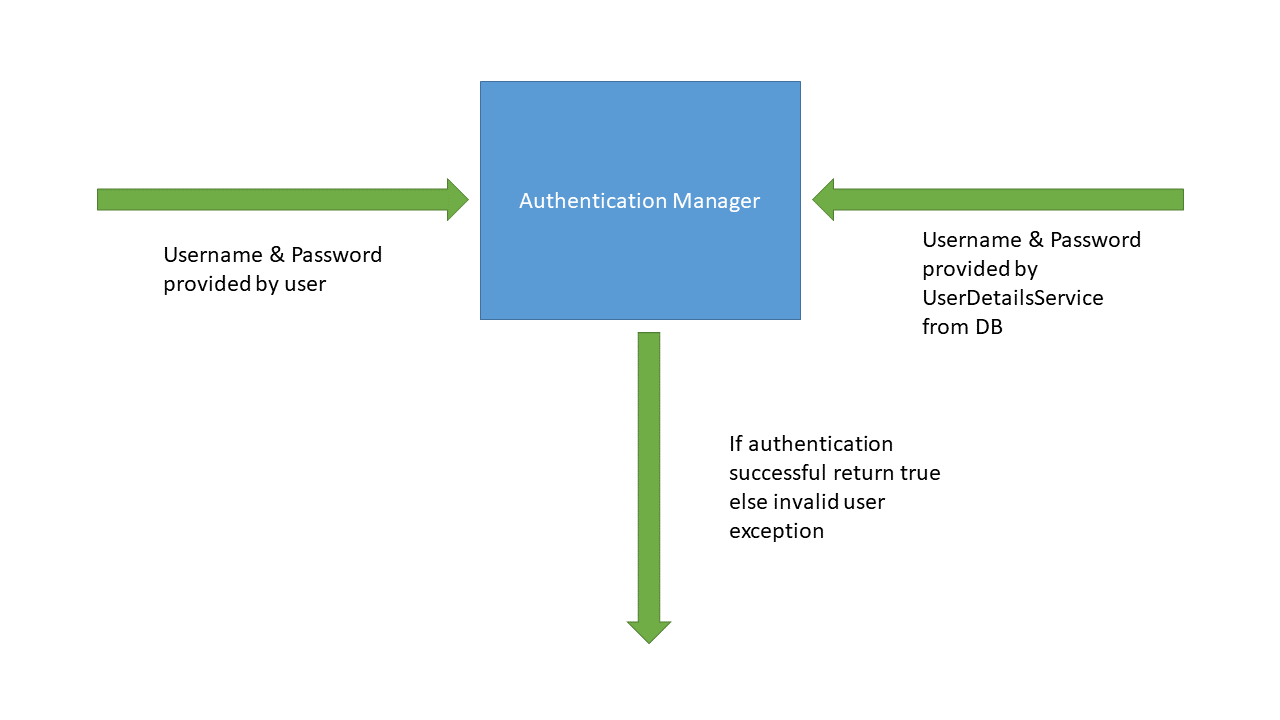 Authentication Manager
Username & Password
provided by user
Username & Password
provided by
UserDetailsService
from DB
If authentication
successful return true
else invalid user
exception